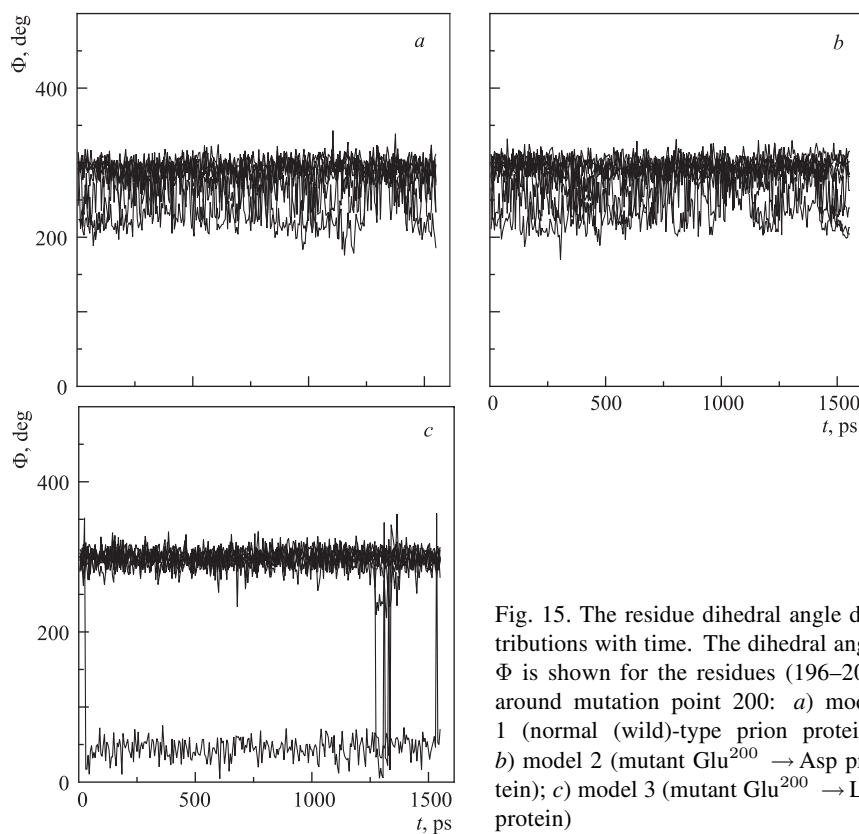 Φ, deg
a
400
200
0
b
0
500
1000
1500
t, ps
Φ, deg
c
400
200
0
0
500
1000
1500
t, ps
Fig. 15. The residue dihedral angle d
tributions with time. The dihedral ang
Φ is shown for the residues (196–20
around mutation point 200: a) mod
1 (normal (wild)-type prion protein
b) model 2 (mutant Glu²⁰⁰ → Asp pr
tein); c) model 3 (mutant Glu²⁰⁰ → L
protein)